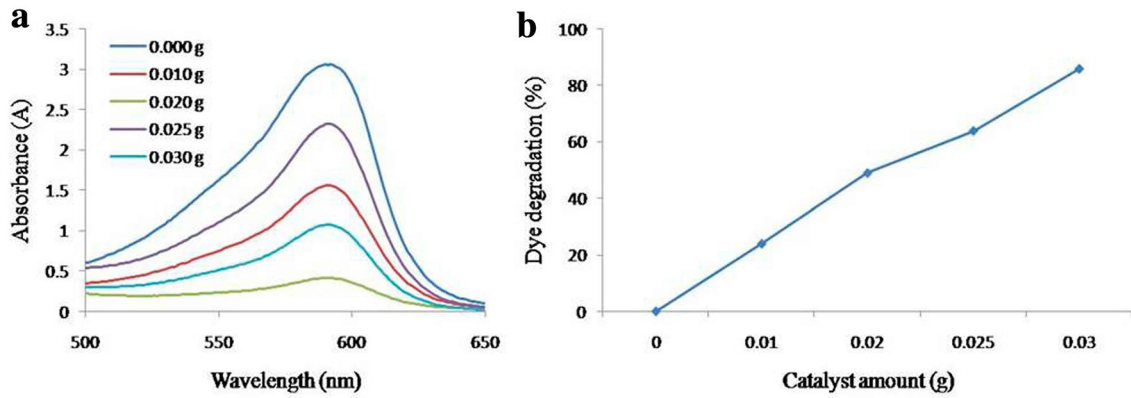 a
3.5
3
2.5
2
1.5
1
0.5
0
Absorbance (A)
0.000 g
0.010 g
0.020 g
0.025 g
0.030 g
500 550 600 650
Wavelength (nm)
b
100
80
60
40
20
0
Dye degradation (%)
0 0.01 0.02 0.025 0.03
Catalyst amount (g)